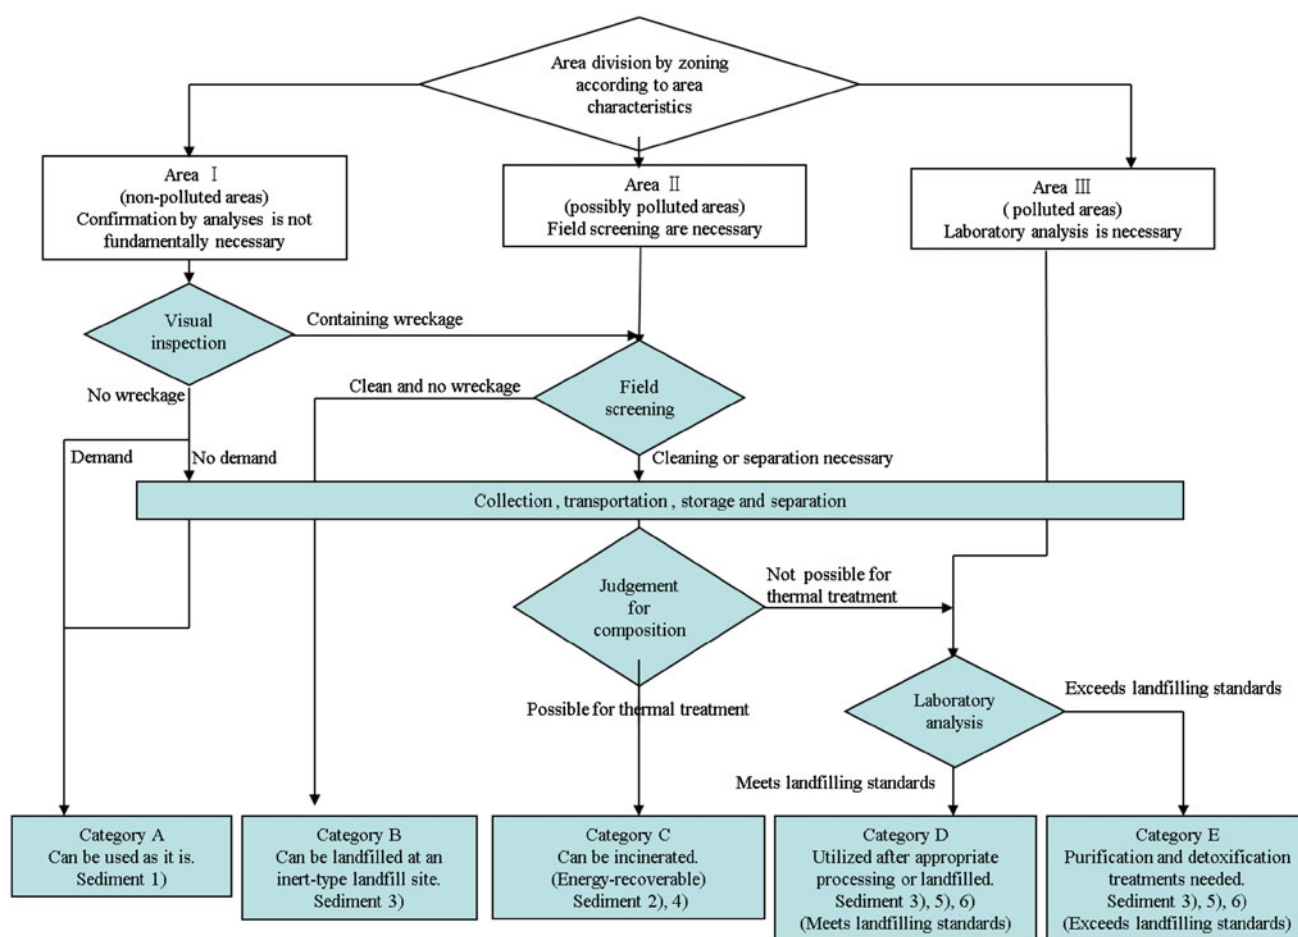 Area division by zoning
according to area
characteristics
Area Ⅰ
(non-polluted areas)
Confirmation by analyses is not
fundamentally necessary
Area Ⅱ
(possibly polluted areas)
Field screening are necessary
Area Ⅲ
( polluted areas)
Laboratory analysis is necessary
Visual
inspection
Containing wreckage
Clean and no wreckage
Field
screening
No wreckage
Demand
No demand
Cleaning or separation necessary
Collection , transportation , storage and separation
Judgement
for
composition
Not possible for
thermal treatment
Possible for thermal treatment
Laboratory
analysis
Exceeds landfilling standards
Meets landfilling standards
Category A
Can be used as it is.
Sediment 1)
Category B
Can be landfilled at an
inert-type landfill site.
Sediment 3)
Category C
Can be incinerated.
(Energy-recoverable)
Sediment 2), 4)
Category D
Utilized after appropriate
processing or landfilled.
Sediment 3), 5), 6)
(Meets landfilling standards)
Category E
Purification and detoxification
treatments needed.
Sediment 3), 5), 6)
(Exceeds landfilling standards)